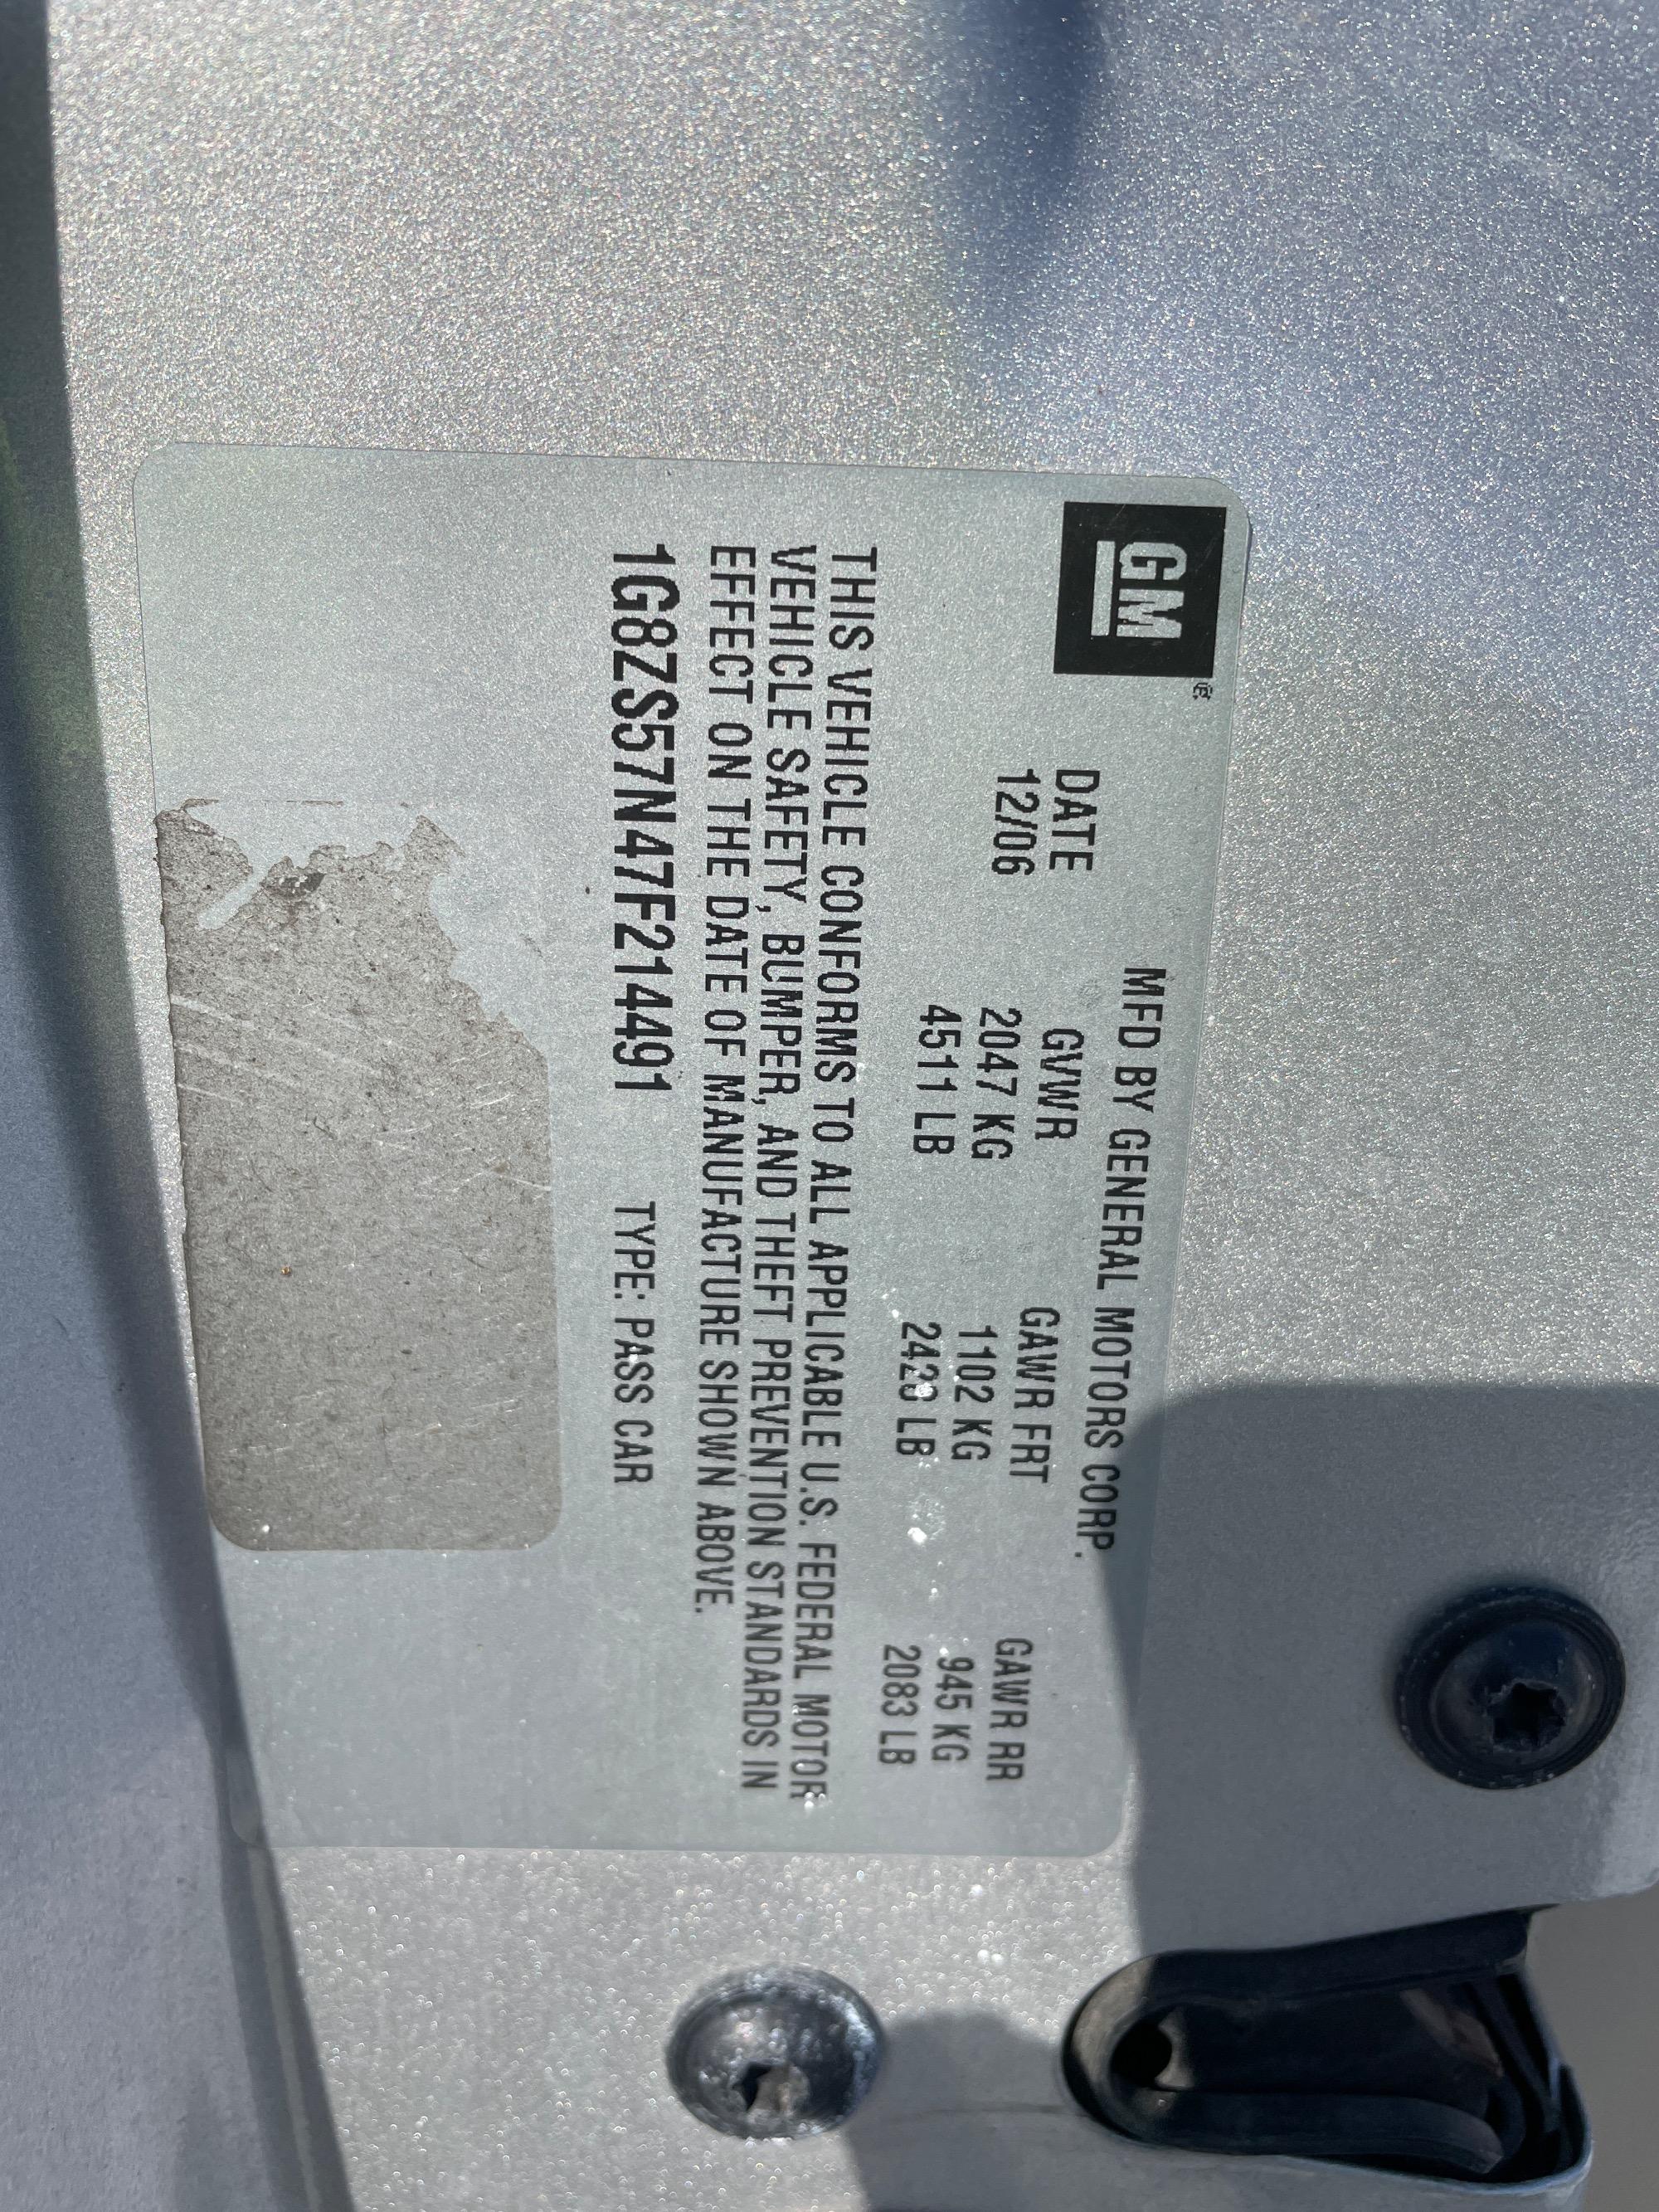 GM
MFD BY GENERAL MOTORS CORP.
DATE GVWR GAWR FRT GAWR RR
12/06 2047 KG 1102 KG 945 KG
4511 LB 2428 LB 2083 LB
THIS VEHICLE CONFORMS TO ALL APPLICABLE U.S. FEDERAL MOTOR
VEHICLE SAFETY, BUMPER, AND THEFT PREVENTION STANDARDS IN
EFFECT ON THE DATE OF MANUFACTURE SHOWN ABOVE.
1G8ZS57N47F214491 TYPE: PASS CAR